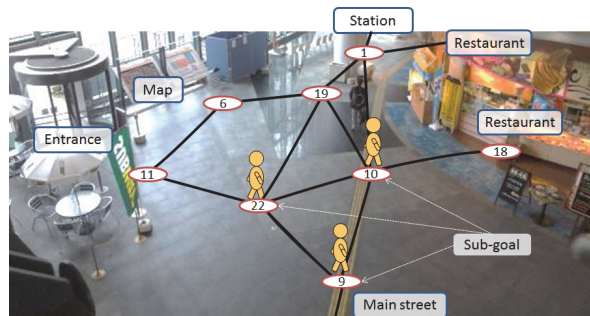 Station
1
Restaurant
Map
6
19
Restaurant
Entrance
18
11
10
22
Sub-goal
9
Main street